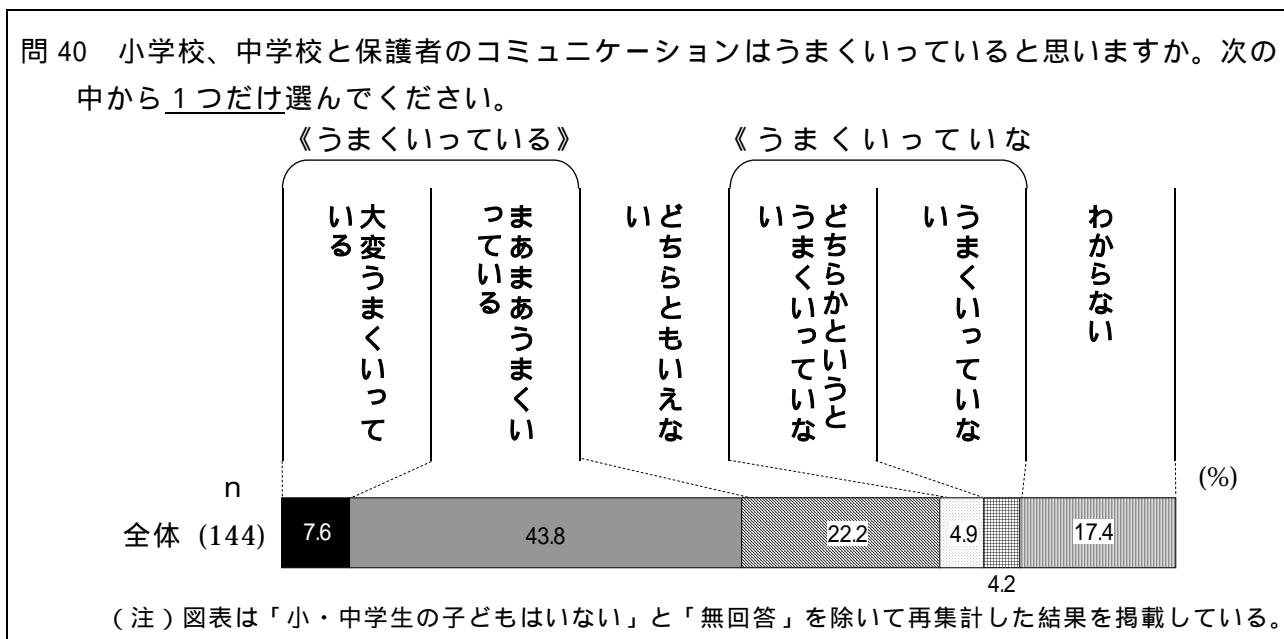 問 40　小学校、中学校と保護者のコミュニケーションはうまくいっていると思いますか。次の
中から１つだけ選んでください。
《うまくいっている》
《うまくいっていな
大変うまくいって
いる
まあまあうまくい
っている
どちらともいえな
い
どちらかというと
うまくいっていな
い
うまくいっていな
い
わからない
(%)
n
全体 (144)
7.6
43.8
22.2
4.9
4.2
17.4
（注）図表は「小・中学生の子どもはいない」と「無回答」を除いて再集計した結果を掲載している。